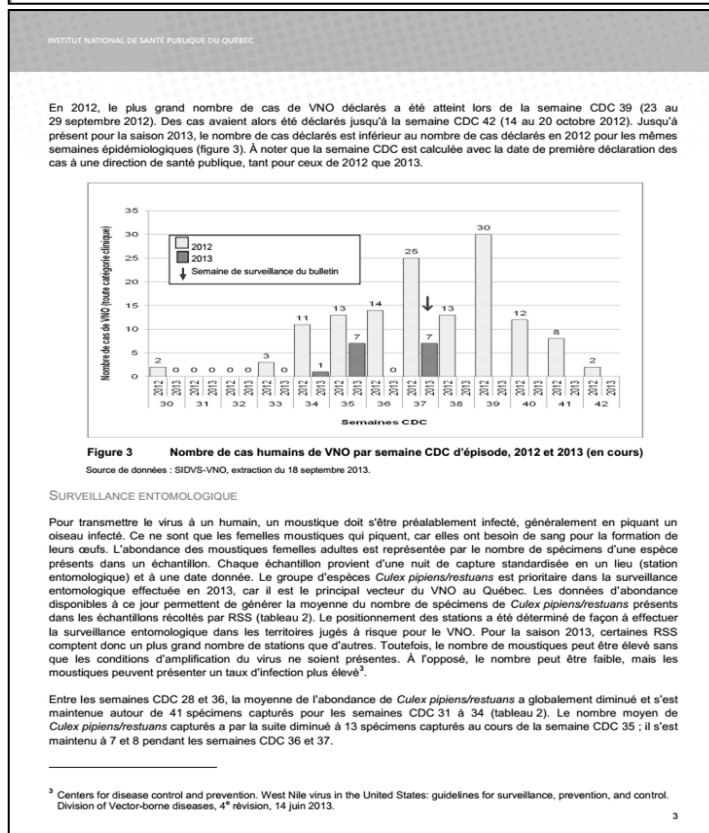 INSTITUT NATIONAL DE SANTÉ PUBLIQUE DU QUÉBEC
En 2012, le plus grand nombre de cas de VNO déclarés a été atteint lors de la semaine CDC 39 (23 au
29 septembre 2012). Des cas avaient alors été déclarés jusqu'à la semaine CDC 42 (14 au 20 octobre 2012). Jusqu'à
présent pour la saison 2013, le nombre de cas déclarés est inférieur au nombre de cas déclarés en 2012 pour les mêmes
semaines épidémiologiques (figure 3). À noter que la semaine CDC est calculée avec la date de première déclaration des
cas à une direction de santé publique, tant pour ceux de 2012 que 2013.
Nombre de cas de VNO (toute catégorie clinique)
35
30
25
20
15
10
5
0
2012
2013
Semaine de surveillance du bulletin
2 0 0 0 0 0 3 0 11 1 13 7 14 0 25 7 13 30 12 8 2
2012 2013 2012 2013 2012 2013 2012 2013 2012 2013 2012 2013 2012 2013 2012 2013 2012 2013 2012 2013 2012 2013 2012 2013 2012 2013
30 31 32 33 34 35 36 37 38 39 40 41 42
Semaines CDC
Figure 3 Nombre de cas humains de VNO par semaine CDC d'épisode, 2012 et 2013 (en cours)
Source de données : SIDVS-VNO, extraction du 18 septembre 2013.
SURVEILLANCE ENTOMOLOGIQUE
Pour transmettre le virus à un humain, un moustique doit s'être préalablement infecté, généralement en piquant un
oiseau infecté. Ce ne sont que les femelles moustiques qui piquent, car elles ont besoin de sang pour la formation de
leurs œufs. L'abondance des moustiques femelles adultes est représentée par le nombre de spécimens d'une espèce
présents dans un échantillon. Chaque échantillon provient d'une nuit de capture standardisée en un lieu (station
entomologique) et à une date donnée. Le groupe d'espèces Culex pipiens/restuans est prioritaire dans la surveillance
entomologique effectuée en 2013, car il est le principal vecteur du VNO au Québec. Les données d'abondance
disponibles à ce jour permettent de générer la moyenne du nombre de spécimens de Culex pipiens/restuans présents
dans les échantillons récoltés par RSS (tableau 2). Le positionnement des stations a été déterminé de façon à effectuer
la surveillance entomologique dans les territoires jugés à risque pour le VNO. Pour la saison 2013, certaines RSS
comptent donc un plus grand nombre de stations que d'autres. Toutefois, le nombre de moustiques peut être élevé sans
que les conditions d'amplification du virus ne soient présentes. À l'opposé, le nombre peut être faible, mais les
moustiques peuvent présenter un taux d'infection plus élevé³.
Entre les semaines CDC 28 et 36, la moyenne de l'abondance de Culex pipiens/restuans a globalement diminué et s'est
maintenue autour de 41 spécimens capturés pour les semaines CDC 31 à 34 (tableau 2). Le nombre moyen de
Culex pipiens/restuans capturés a par la suite diminué à 13 spécimens capturés au cours de la semaine CDC 35 ; il s'est
maintenu à 7 et 8 pendant les semaines CDC 36 et 37.
³ Centers for disease control and prevention. West Nile virus in the United States: guidelines for surveillance, prevention, and control.
Division of Vector-borne diseases, 4e révision, 14 juin 2013.
3